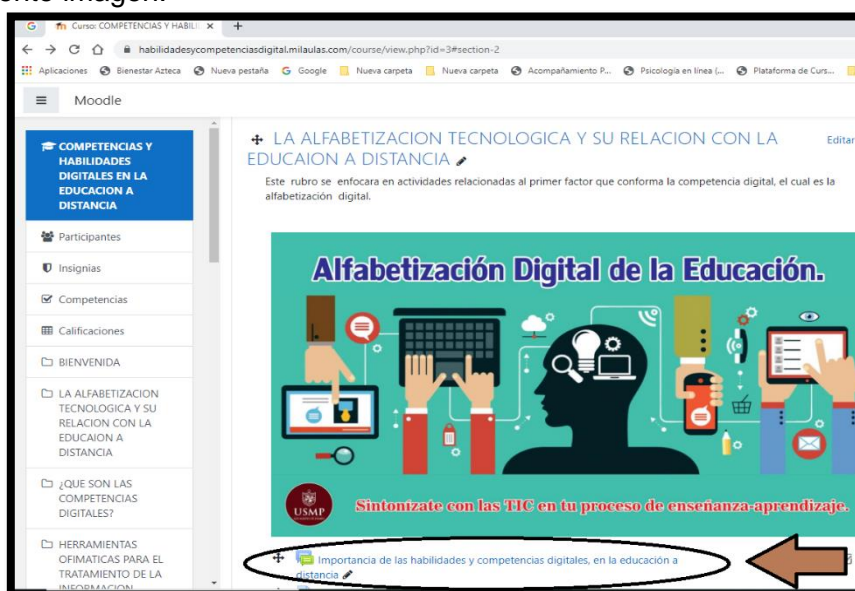 Curso: COMPETENCIAS Y HABILI
habilidadesycompetenciasdigital.milaulas.com/course/view.php?id=3#section-2
Aplicaciones Bienestar Azteca Nueva pestaña Google Nueva carpeta Nueva carpeta Acompañamiento P... Psicología en línea (... Plataforma de Curs...
Moodle
COMPETENCIAS Y
HABILIDADES
DIGITALES EN LA
EDUCACION A
DISTANCIA
Participantes
Insignias
Competencias
Calificaciones
BIENVENIDA
LA ALFABETIZACION
TECNOLOGICA Y SU
RELACION CON LA
EDUCAION A
DISTANCIA
¿QUE SON LAS
COMPETENCIAS
DIGITALES?
HERRAMIENTAS
OFIMATICAS PARA EL
TRATAMIENTO DE LA
LA ALFABETIZACION TECNOLOGICA Y SU RELACION CON LA
EDUCAION A DISTANCIA
Editar
Este rubro se enfocara en actividades relacionadas al primer factor que conforma la competencia digital, el cual es la
alfabetización digital.
Alfabetización Digital de la Educación.
USMP
Sintonízate con las TIC en tu proceso de enseñanza-aprendizaje.
Importancia de las habilidades y competencias digitales, en la educación a
distancia